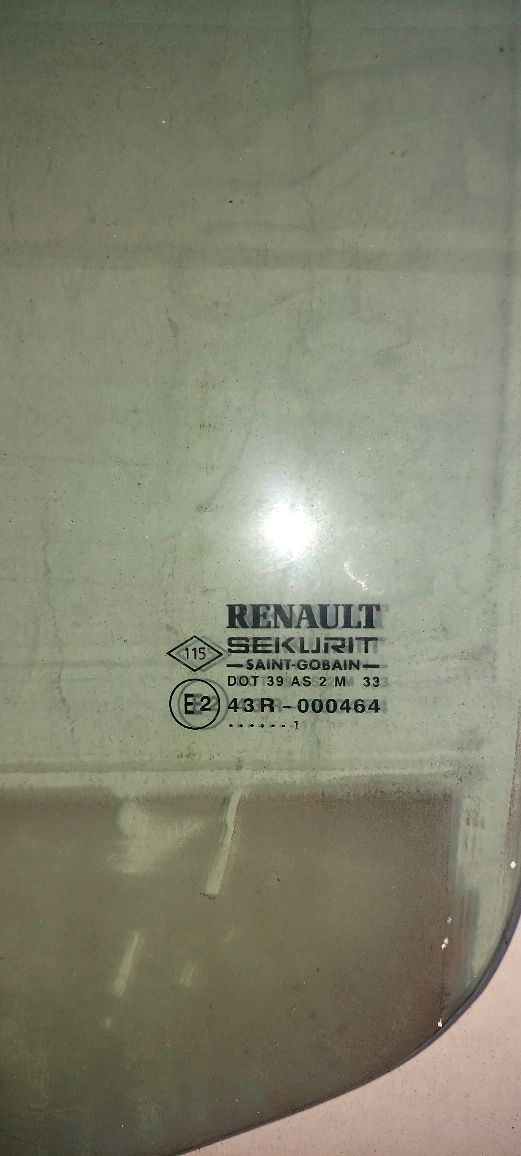 RENAULT
115 SEKURIT
SAINT-GOBAIN
DOT 39 AS 2 M 33
E2 43R-000464
.......1